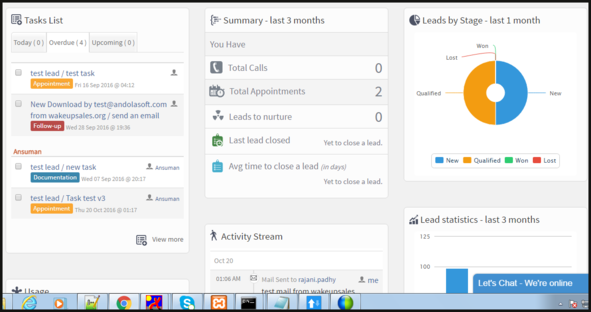 Tasks List
Today ( 0 )
Overdue ( 4 )
Upcoming ( 0 )
test lead / test task
Appointment Fri 16 Sep 2016 @ 04:12
New Download by test@andolasoft.com
from wakeupsales.org / send an email
Follow-up Wed 28 Sep 2016 @ 19:36
Ansuman
test lead / new task
Ansuman
Documentation Wed 07 Sep 2016 @ 20:17
test lead / Task test v3
Ansuman
Appointment Thu 20 Oct 2016 @ 01:17
View more
Usage
Summary - last 3 months
You Have
Total Calls 0
Total Appointments 2
Leads to nurture 0
Last lead closed
Yet to close a lead.
Avg time to close a lead (in days)
Yet to close a lead.
Activity Stream
Oct 20
01:06 AM Mail Sent to rajani.padhy me
test mail from wakeupsales
Leads by Stage - last 1 month
Won
Lost
Qualified
New
New Qualified Won Lost
Lead statistics - last 3 months
125
100
Let's Chat - We're online